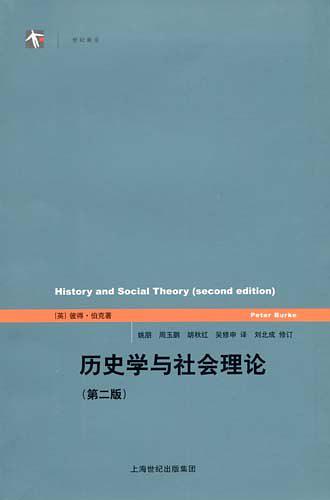 世纪前沿
History and Social Theory (second edition)
[英] 彼得·伯克著
Peter Burke
姚朋 周玉鹏 胡秋红 吴修申 译 刘北成 修订
历史学与社会理论
(第二版)
上海世纪出版集团